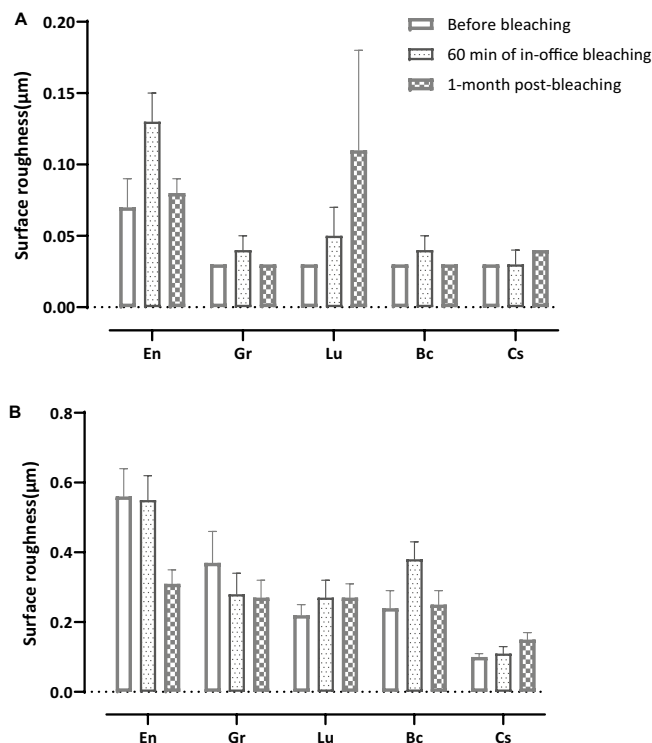 A
Surface roughness(µm)
0.20
0.15
0.10
0.05
0.00
Before bleaching
60 min of in-office bleaching
1-month post-bleaching
En Gr Lu Bc Cs
B
Surface roughness(µm)
0.8
0.6
0.4
0.2
0.0
En Gr Lu Bc Cs